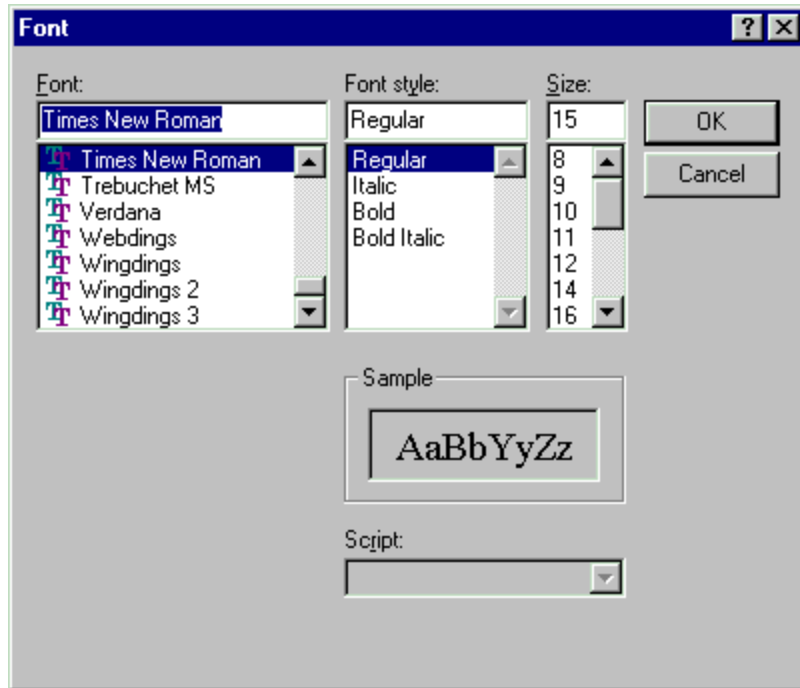 Font
Font:
Times New Roman
Times New Roman
Trebuchet MS
Verdana
Webdings
Wingdings
Wingdings 2
Wingdings 3
Font style:
Regular
Regular
Italic
Bold
Bold Italic
Size:
15
8
9
10
11
12
14
16
OK
Cancel
Sample
AaBbYyZz
Script: